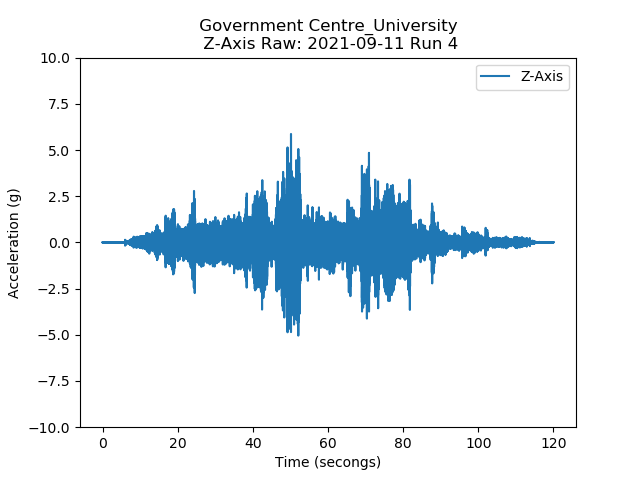 Government Centre_University
Z-Axis Raw: 2021-09-11 Run 4
Z-Axis
Acceleration (g)
10.0
7.5
5.0
2.5
0.0
−2.5
−5.0
−7.5
−10.0
0 20 40 60 80 100 120
Time (secongs)